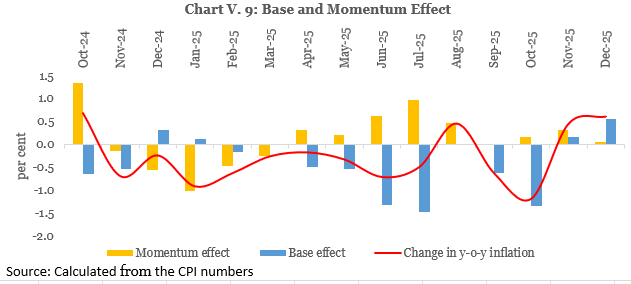 Chart V. 9: Base and Momentum Effect
Oct-24
Nov-24
Dec-24
Jan-25
Feb-25
Mar-25
Apr-25
May-25
Jun-25
Jul-25
Aug-25
Sep-25
Oct-25
Nov-25
Dec-25
per cent
1.5
1.0
0.5
0.0
-0.5
-1.0
-1.5
-2.0
Momentum effect
Base effect
Change in y-o-y inflation
Source: Calculated from the CPI numbers